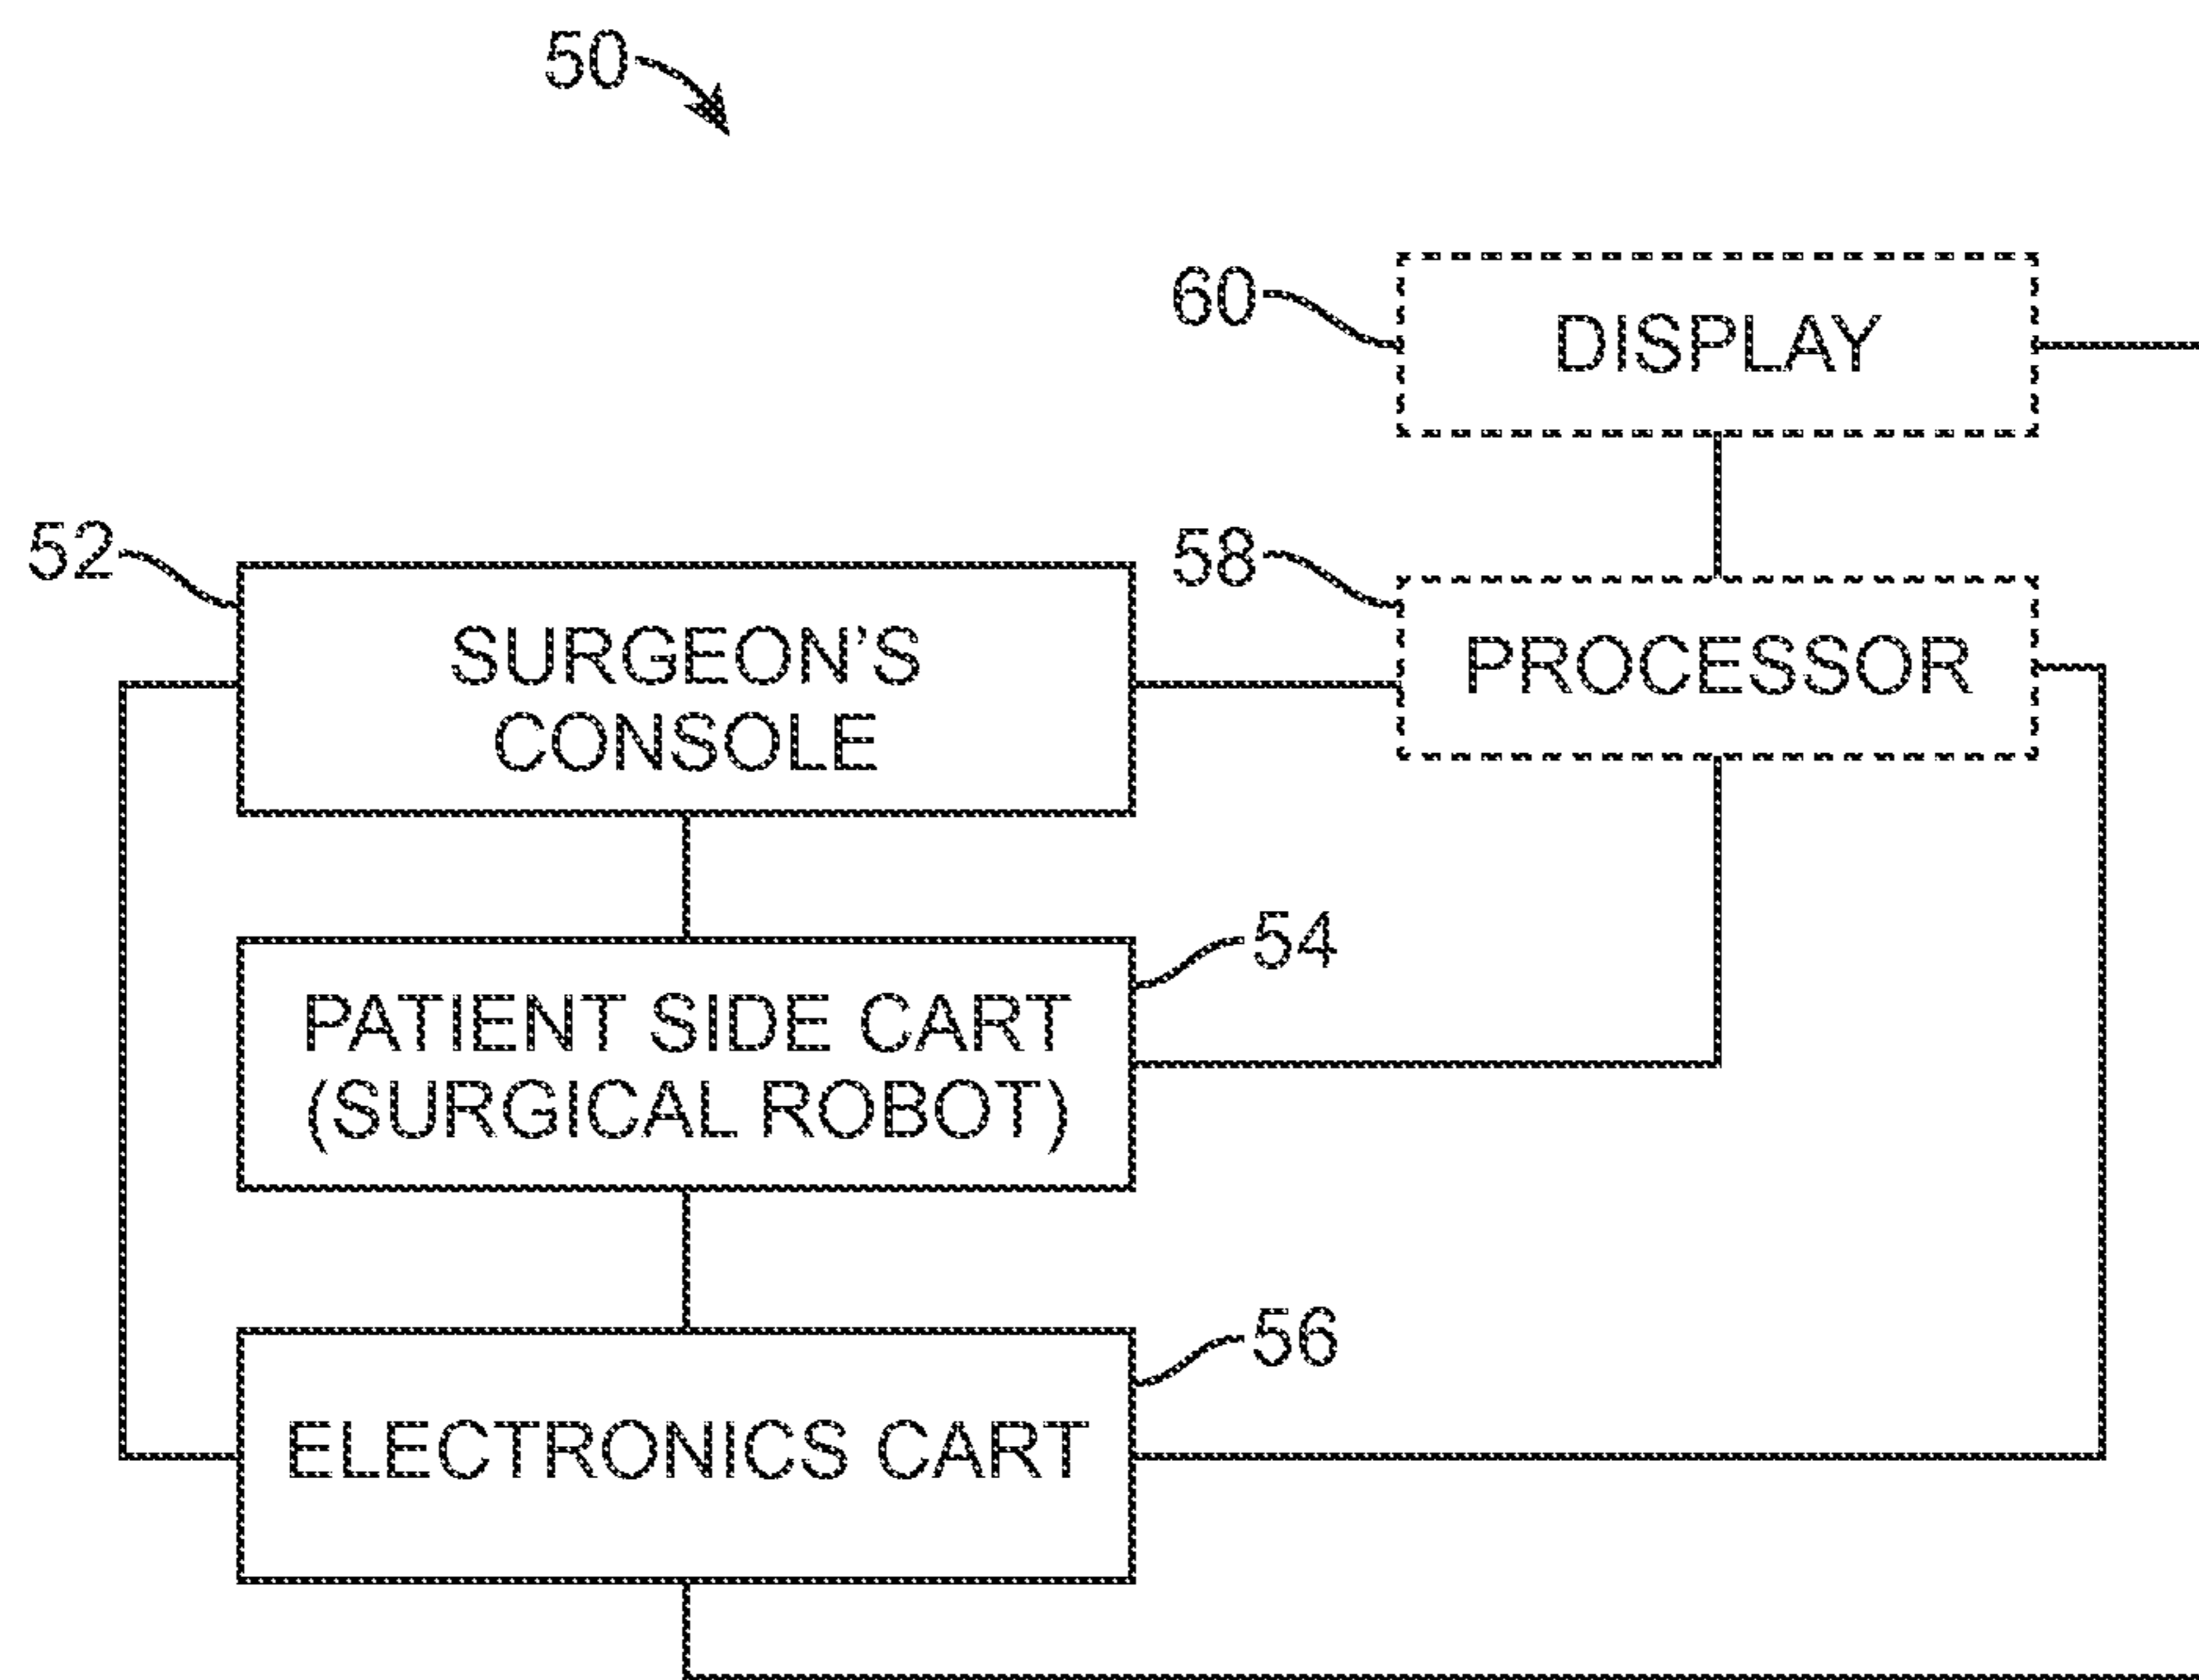 50
60
DISPLAY
52
58
SURGEON’S
CONSOLE
PROCESSOR
54
PATIENT SIDE CART
(SURGICAL ROBOT)
56
ELECTRONICS CART